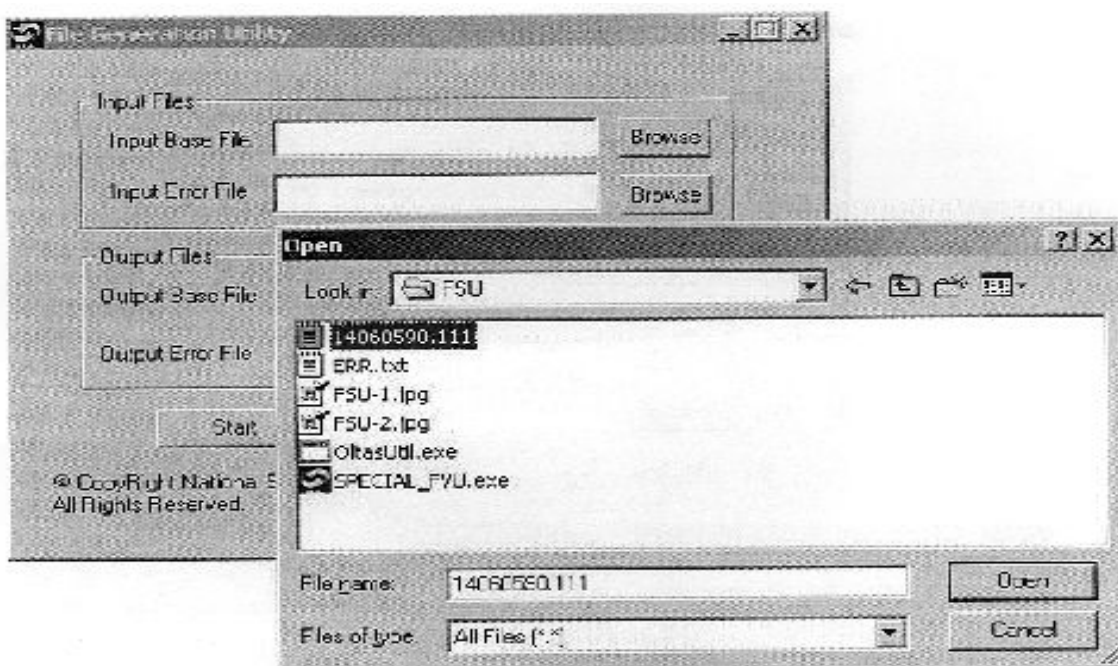 File Generation Utility
Input Files
Input Base File
Browse
Input Error File
Browse
Output Files
Output Base File
Output Error File
Start
© CopyRight National S
All Rights Reserved.
Open
Look in:
FSU
14060590.111
ERR.txt
FSU-1.jpg
FSU-2.jpg
OltasUtil.exe
SPECIAL_FVU.exe
File name:
14060590.111
Open
Files of type
All Files (*.*)
Cancel